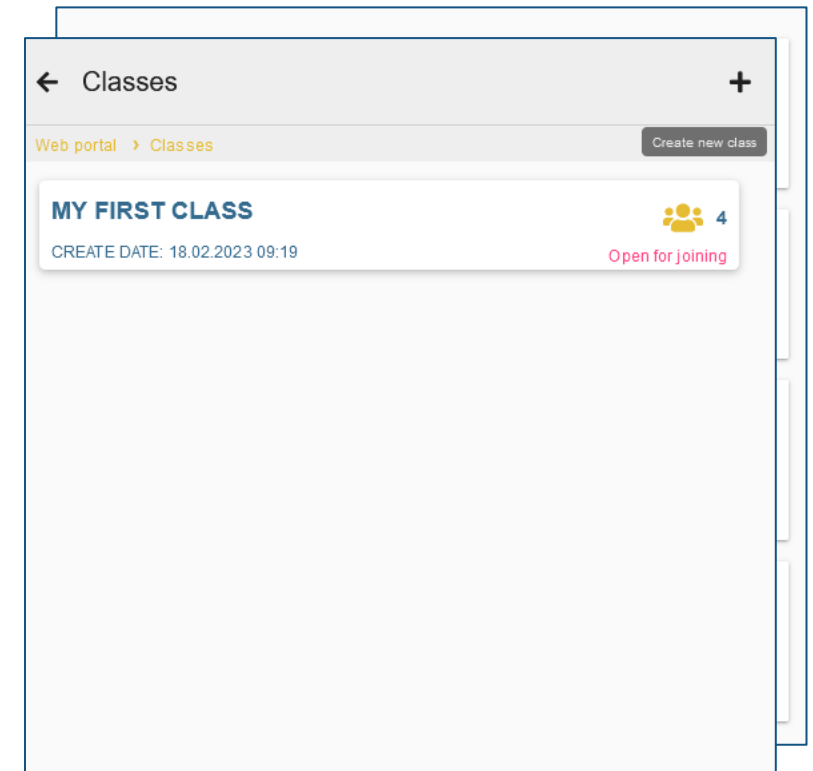 Classes
Web portal › Classes
Create new class
MY FIRST CLASS
4
CREATE DATE: 18.02.2023 09:19
Open for joining